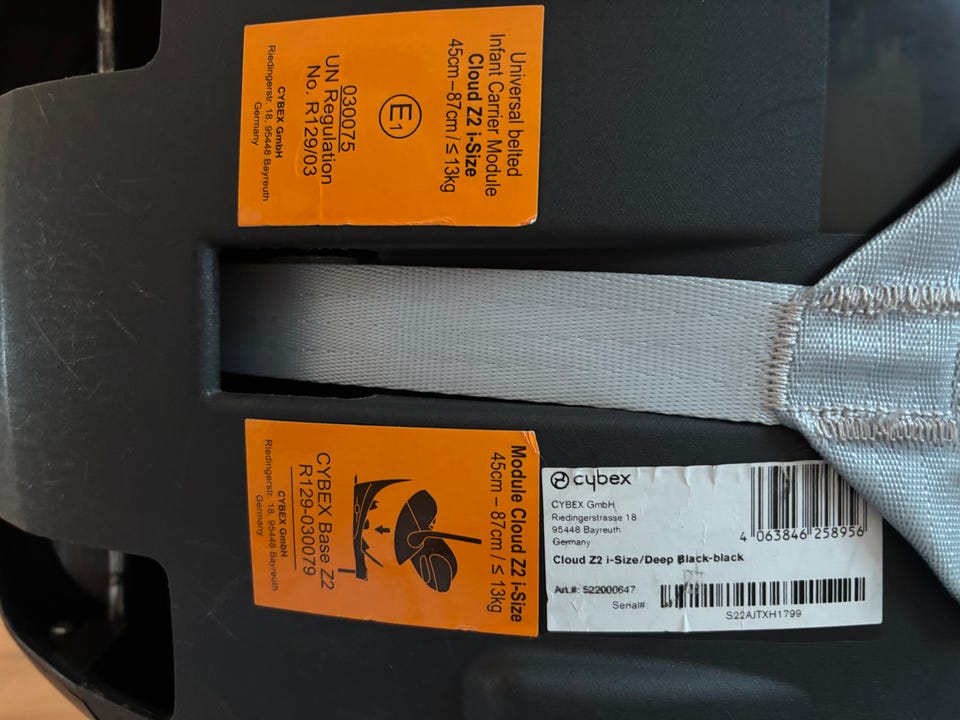 Universal belted
Infant Carrier Module
Cloud Z2 i-Size
45cm–87cm / ≤ 13kg
E1
030075
UN Regulation
No. R129/03
CYBEX GmbH
Riedingerstr. 18, 95448 Bayreuth
Germany
Module Cloud Z2 i-Size
45cm – 87cm / ≤ 13kg
CYBEX Base Z2
R129-030079
CYBEX GmbH
Riedingerstr. 18, 95448 Bayreuth
Germany
cybex
CYBEX GmbH
Riedingerstrasse 18
95448 Bayreuth
Germany
4 063846 258956
Cloud Z2 i-Size/Deep Black-black
Art.#: 522000647
Serial#:
S22AJTXH1799